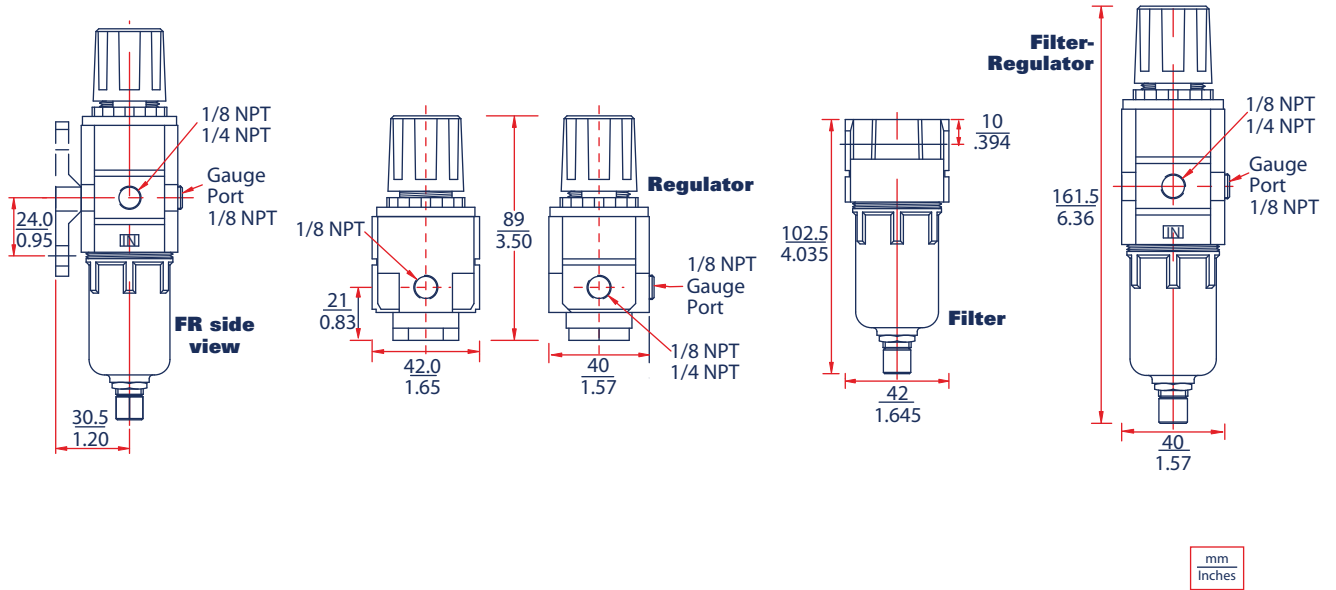 1/8 NPT
1/4 NPT
Gauge
Port
1/8 NPT
24.0
0.95
IN
FR side
view
30.5
1.20
1/8 NPT
21
0.83
42.0
1.65
89
3.50
Regulator
1/8 NPT
Gauge
Port
1/8 NPT
1/4 NPT
40
1.57
10
.394
102.5
4.035
Filter
42
1.645
Filter-
Regulator
1/8 NPT
1/4 NPT
Gauge
Port
1/8 NPT
161.5
6.36
IN
40
1.57
mm
Inches